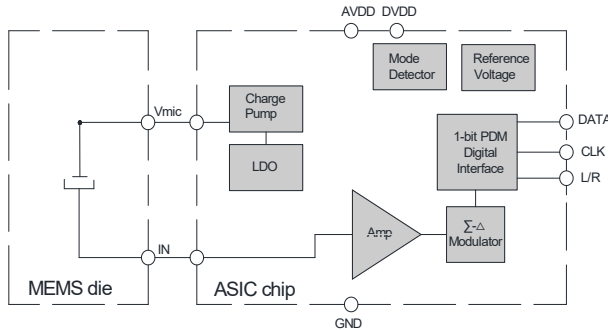 AVDD DVDD
Mode
Detector
Reference
Voltage
Vmic
Charge
Pump
LDO
1-bit PDM
Digital
Interface
DATA
CLK
L/R
Amp
Σ-△
Modulator
IN
MEMS die
ASIC chip
GND